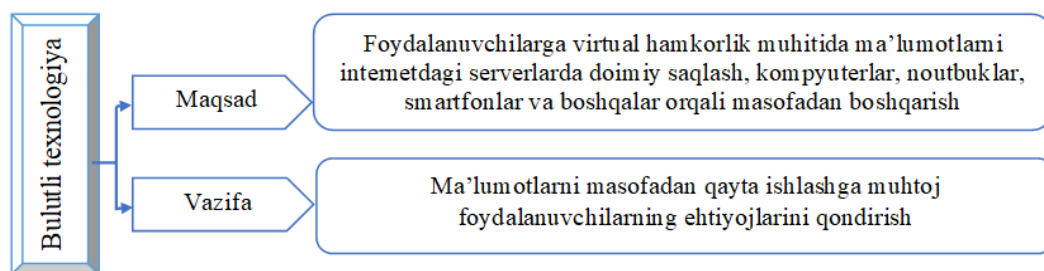 Bulutli texnologiya
Maqsad
Foydalanuvchilarga virtual hamkorlik muhitida ma’lumotlarni
internetdagi serverlarda doimiy saqlash, kompyuterlar, noutbuklar,
smartfonlar va boshqalar orqali masofadan boshqarish
Vazifa
Ma’lumotlarni masofadan qayta ishlashga muhtoj
foydalanuvchilarning ehtiyojlarini qondirish